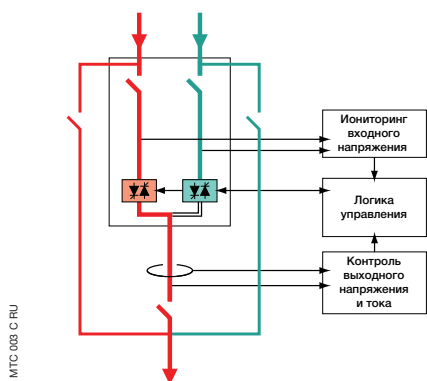 Иониторинг
входного
напряжения
Логика
управления
Контроль
выходного
напряжения
и тока
MTC 003 C RU